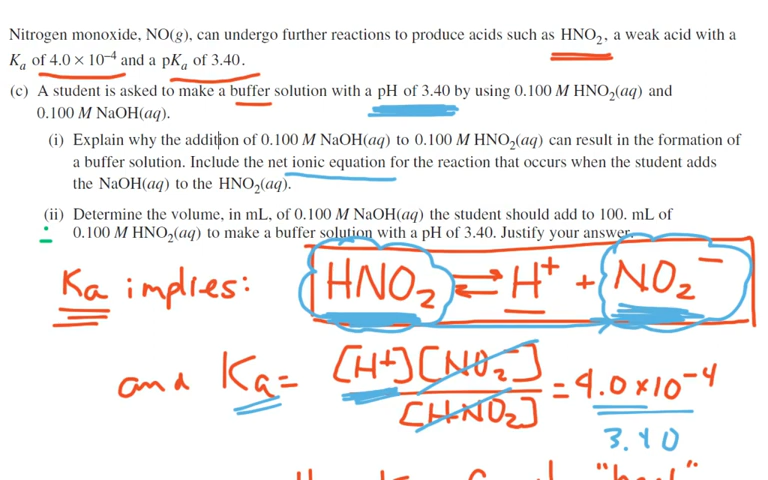 Nitrogen monoxide, NO(g), can undergo further reactions to produce acids such as HNO₂, a weak acid with a
Kₐ of 4.0 × 10⁻⁴ and a pKₐ of 3.40.
(c) A student is asked to make a buffer solution with a pH of 3.40 by using 0.100 M HNO₂(aq) and
0.100 M NaOH(aq).
(i) Explain why the addition of 0.100 M NaOH(aq) to 0.100 M HNO₂(aq) can result in the formation of
a buffer solution. Include the net ionic equation for the reaction that occurs when the student adds
the NaOH(aq) to the HNO₂(aq).
(ii) Determine the volume, in mL, of 0.100 M NaOH(aq) the student should add to 100. mL of
0.100 M HNO₂(aq) to make a buffer solution with a pH of 3.40. Justify your answer.
Ka implies: HNO₂ ⇌ H⁺ + NO₂⁻
and Ka = [H⁺][NO₂⁻] / [HNO₂] = 4.0 x 10⁻⁴
3.40